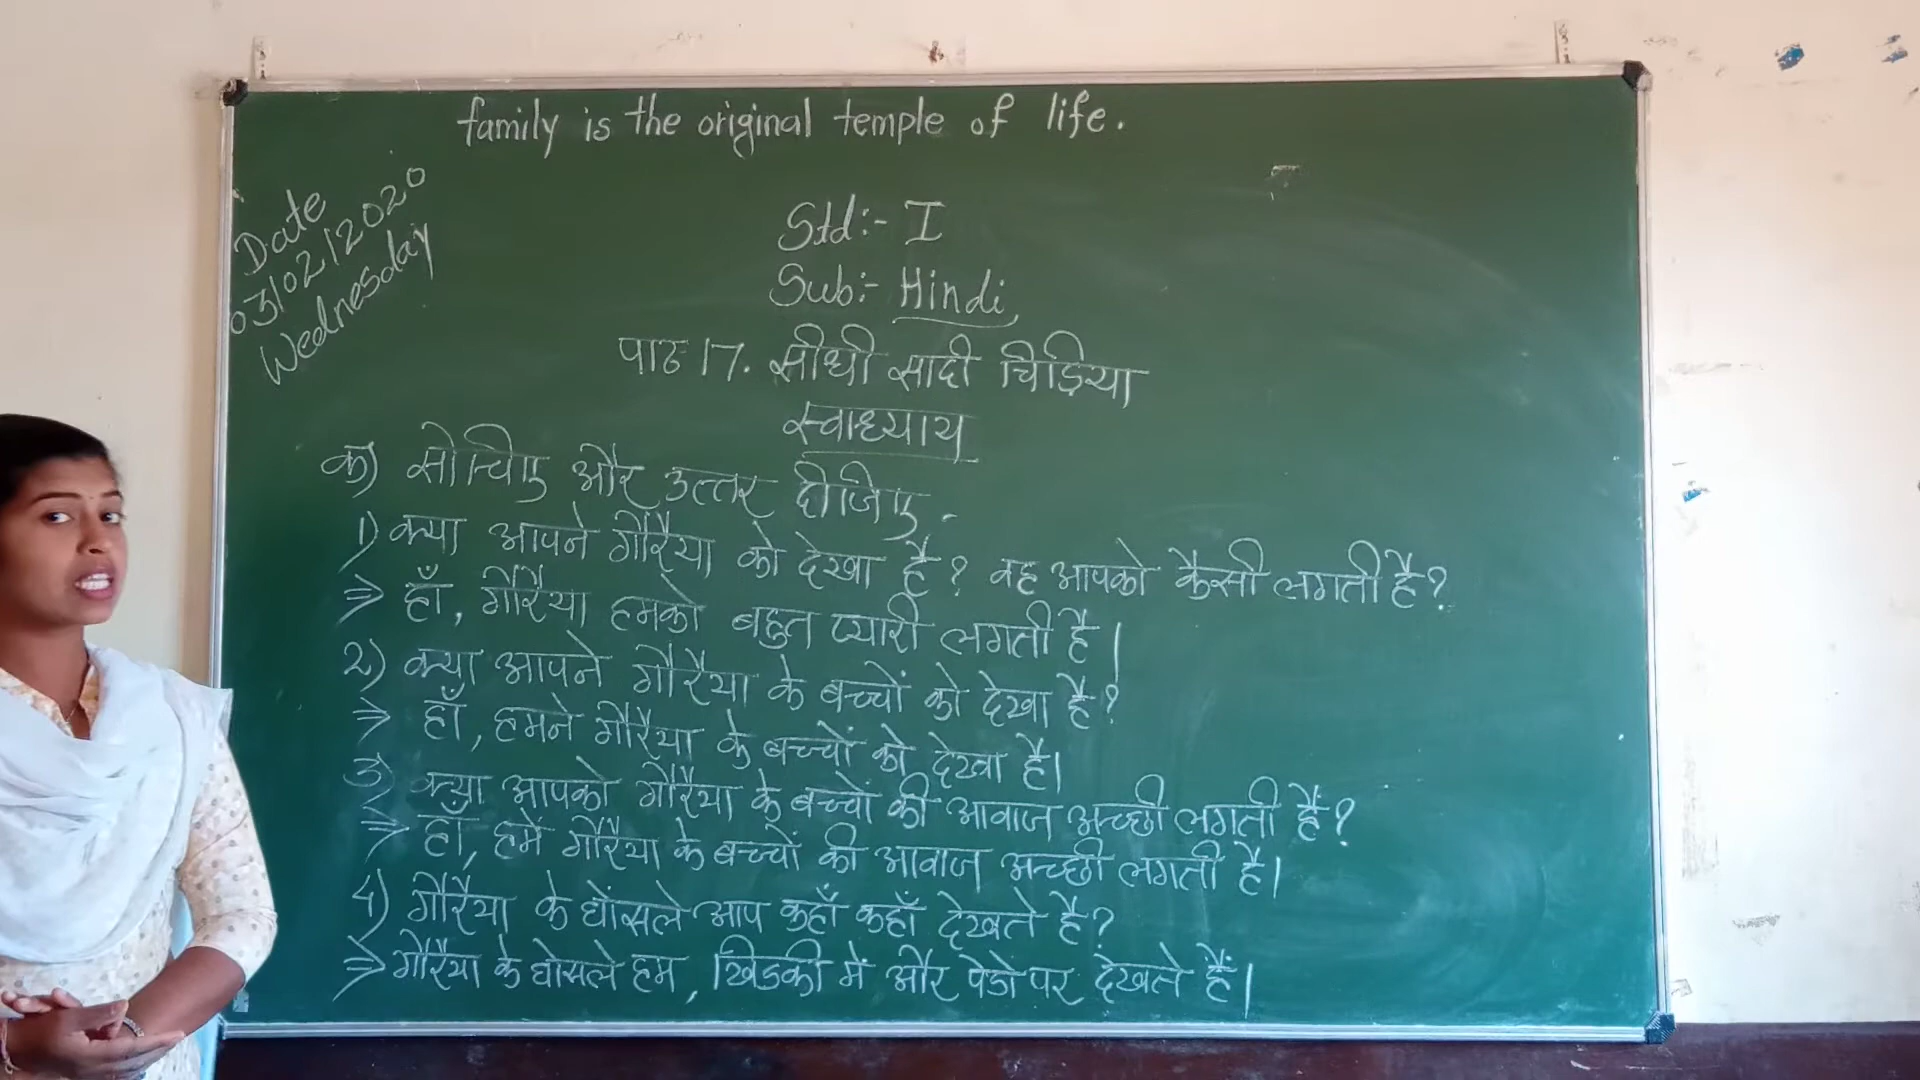 family is the original temple of life.
Date
03/02/2020
Wednesday
Std:- I
Sub:- Hindi
पाठ 17. सीधी सादी चिड़िया
स्वाध्याय
क) सोचिए और उत्तर दीजिए.
1) क्या आपने गौरैया को देखा है? वह आपको कैसी लगती है?
⇒ हाँ, गौरैया हमको बहुत प्यारी लगती है।
2) क्या आपने गौरैया के बच्चों को देखा है?
⇒ हाँ, हमने गौरैया के बच्चों को देखा है।
3) क्या आपको गौरैया के बच्चों की आवाज अच्छी लगती हैं?
⇒ हाँ, हमें गौरैया के बच्चों की आवाज अच्छी लगती है।
4) गौरैया के घोंसले आप कहाँ कहाँ देखते है?
⇒ गौरैया के घोसले हम, खिडकी में और पेडो पर देखते हैं।